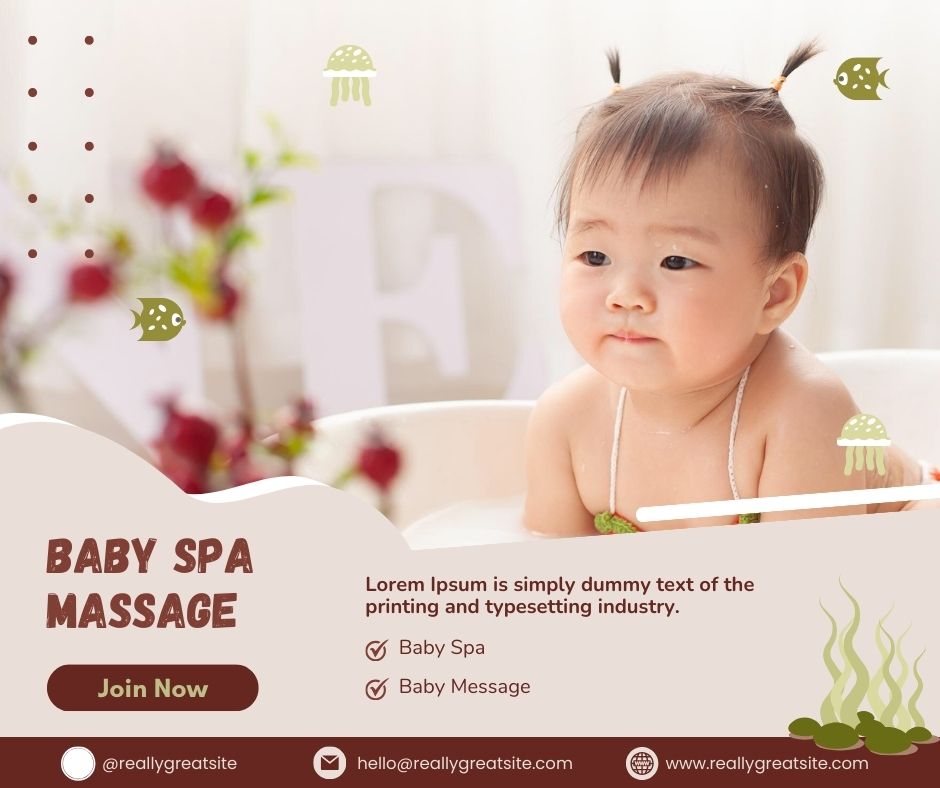 BABY SPA
MASSAGE
Join Now
Lorem Ipsum is simply dummy text of the
printing and typesetting industry.
Baby Spa
Baby Message
@reallygreatsite
hello@reallygreatsite.com
www.reallygreatsite.com